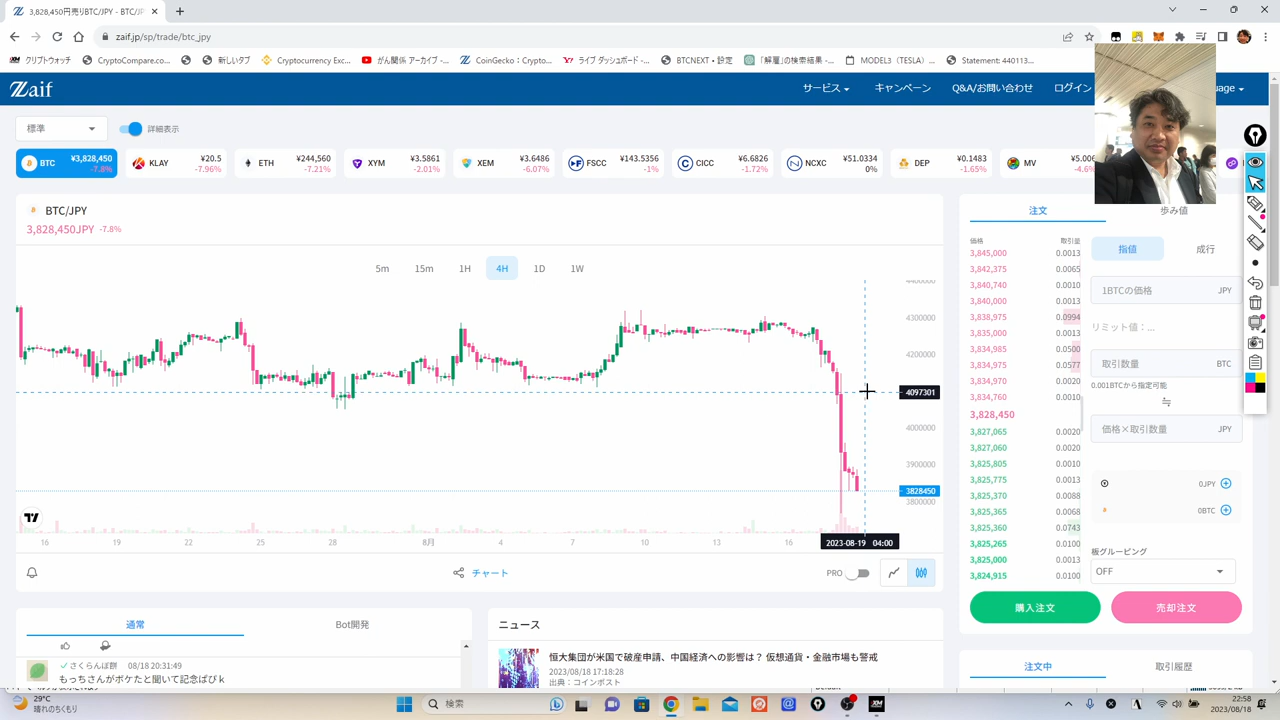 3,828,450円売りBTC/JPY - BTC/JP
zaif.jp/sp/trade/btc_jpy
クリプトウォッチ
CryptoCompare.co...
新しいタブ
Cryptocurrency Exc...
がん関係 アーカイブ -...
CoinGecko：Crypto...
ライブ ダッシュボード -...
BTCNEXT • 設定
「解雇」の検索結果 -...
MODEL3（TESLA）...
Statement: 440113...
Zaif
サービス
キャンペーン
Q&A/お問い合わせ
ログイン
uage
標準
詳細表示
BTC ¥3,828,450 -7.8%
KLAY ¥20.5 -7.96%
ETH ¥244,560 -7.21%
XYM ¥3.5861 -2.01%
XEM ¥3.6486 -6.07%
FSCC ¥143.5356 -1%
CICC ¥6.6826 -1.72%
NCXC ¥51.0334 0%
DEP ¥0.1483 -1.65%
MV ¥5.006 -4.6%
BTC/JPY
3,828,450JPY -7.8%
5m 15m 1H 4H 1D 1W
4400000
4300000
4200000
4097301
4000000
3900000
3828450
3800000
16 19 22 25 28 8月 4 7 10 13 16
2023-08-19 04:00
チャート
PRO
注文 歩み値
価格 取引量
3,845,000 0.0013
3,842,375 0.0065
3,840,740 0.0010
3,840,000 0.0013
3,838,975 0.0994
3,835,000 0.0013
3,834,985 0.0500
3,834,975 0.0577
3,834,970 0.0020
3,834,760 0.0010
3,828,450
3,827,065 0.0020
3,827,060 0.0020
3,825,805 0.0010
3,825,775 0.0013
3,825,370 0.0088
3,825,365 0.0068
3,825,360 0.0743
3,825,265 0.0100
3,825,000 0.0013
3,824,915 0.0100
指値 成行
1BTCの価格 JPY
リミット値：...
取引数量 BTC
0.001BTCから指定可能
価格×取引数量 JPY
0JPY
0BTC
板グルーピング
OFF
購入注文 売却注文
注文中 取引履歴
通常 Bot開発
さくらんぼ餅 08/18 20:31:49
もっちさんがボケたと聞いて記念ぱぴk
ニュース
恒大集団が米国で破産申請、中国経済への影響は？ 仮想通貨・金融市場も警戒
2023/08/18 17:18:28
出典：コインポスト
29°C
晴れのちくもり
検索
22:58
2023/08/18